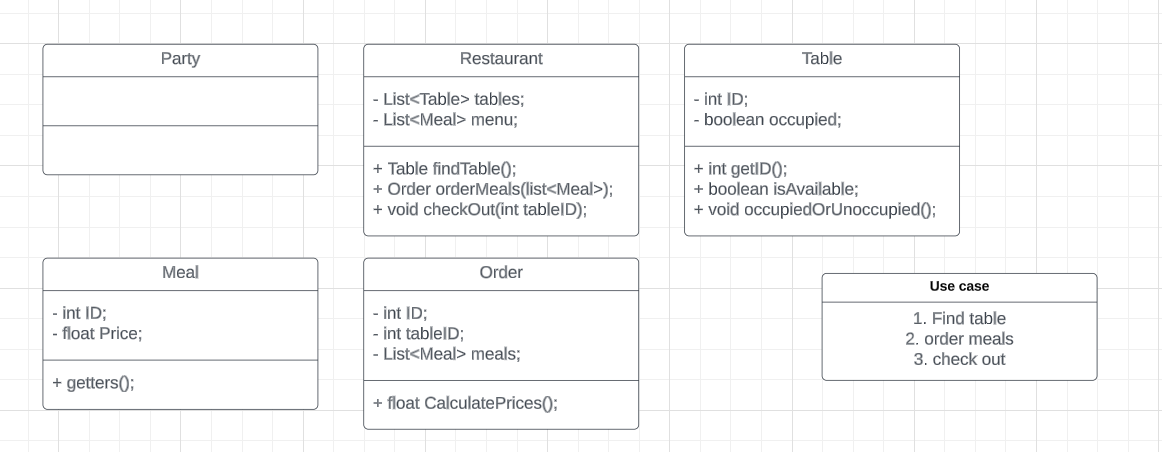 Party
Restaurant
- List<Table> tables;
- List<Meal> menu;
+ Table findTable();
+ Order orderMeals(list<Meal>);
+ void checkOut(int tableID);
Table
- int ID;
- boolean occupied;
+ int getID();
+ boolean isAvailable;
+ void occupiedOrUnoccupied();
Meal
- int ID;
- float Price;
+ getters();
Order
- int ID;
- int tableID;
- List<Meal> meals;
+ float CalculatePrices();
Use case
1. Find table
2. order meals
3. check out